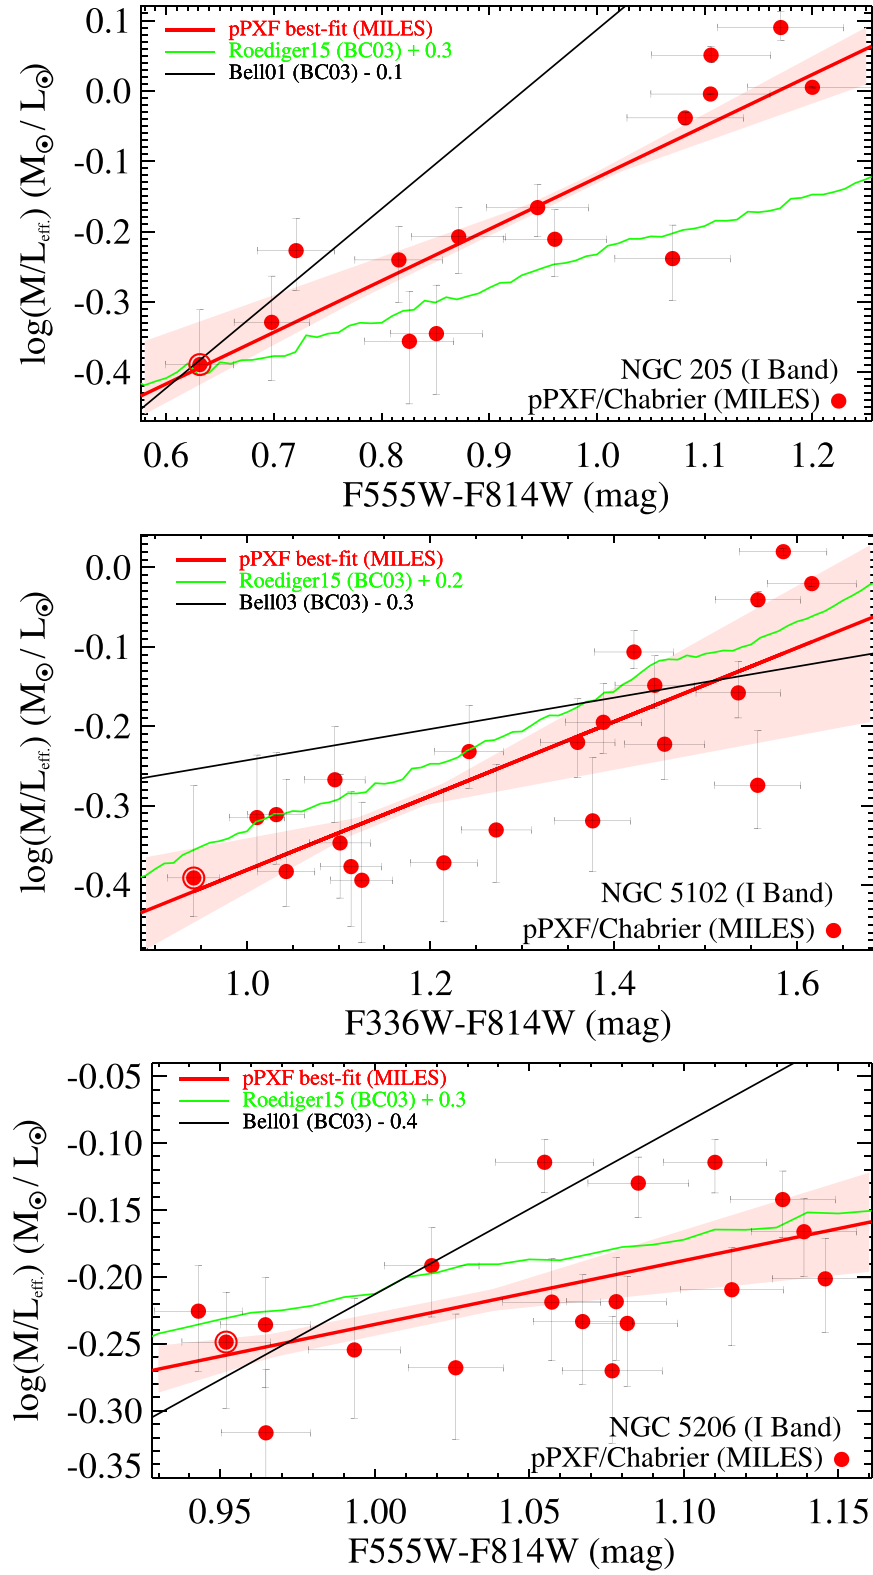 pPXF best-fit (MILES)
Roediger15 (BC03) + 0.3
Bell01 (BC03) - 0.1
0.1
0.0
-0.1
-0.2
-0.3
-0.4
log(M/Leff.) (M⊙/ L⊙)
NGC 205 (I Band)
pPXF/Chabrier (MILES)
0.6 0.7 0.8 0.9 1.0 1.1 1.2
F555W-F814W (mag)
pPXF best-fit (MILES)
Roediger15 (BC03) + 0.2
Bell03 (BC03) - 0.3
0.0
-0.1
-0.2
-0.3
-0.4
log(M/Leff.) (M⊙/ L⊙)
NGC 5102 (I Band)
pPXF/Chabrier (MILES)
1.0 1.2 1.4 1.6
F336W-F814W (mag)
pPXF best-fit (MILES)
Roediger15 (BC03) + 0.3
Bell01 (BC03) - 0.4
-0.05
-0.10
-0.15
-0.20
-0.25
-0.30
-0.35
log(M/Leff.) (M⊙/ L⊙)
NGC 5206 (I Band)
pPXF/Chabrier (MILES)
0.95 1.00 1.05 1.10 1.15
F555W-F814W (mag)